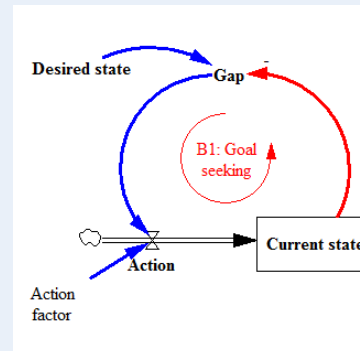 Desired state
Gap
-
B1: Goal
seeking
Current state
Action
Action
factor